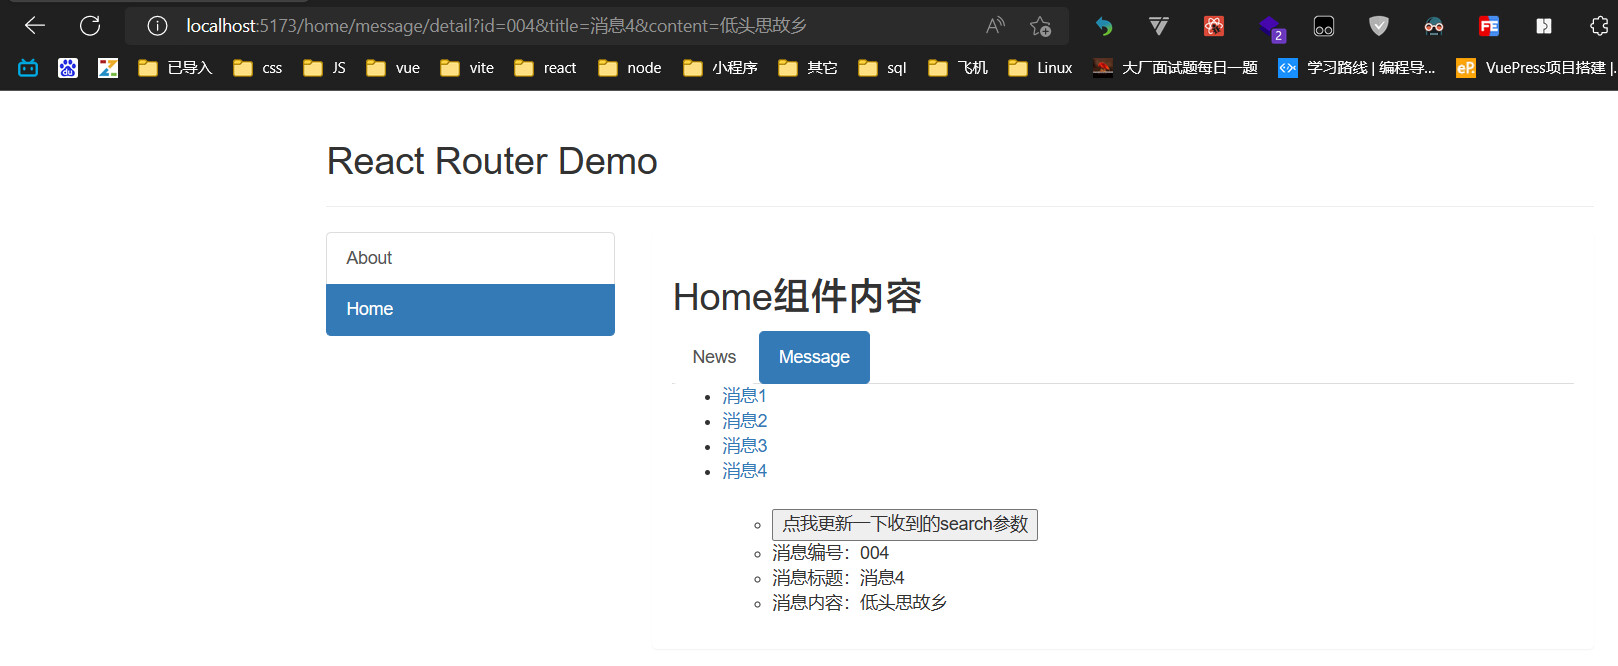 localhost:5173/home/message/detail?id=004&title=消息4&content=低头思故乡
2
已导入 css JS vue vite react node 小程序 其它 sql 飞机 Linux 大厂面试题每日一题 学习路线 | 编程导... VuePress项目搭建 |.
React Router Demo
About
Home
Home组件内容
News Message
消息1
消息2
消息3
消息4
点我更新一下收到的search参数
消息编号：004
消息标题：消息4
消息内容：低头思故乡